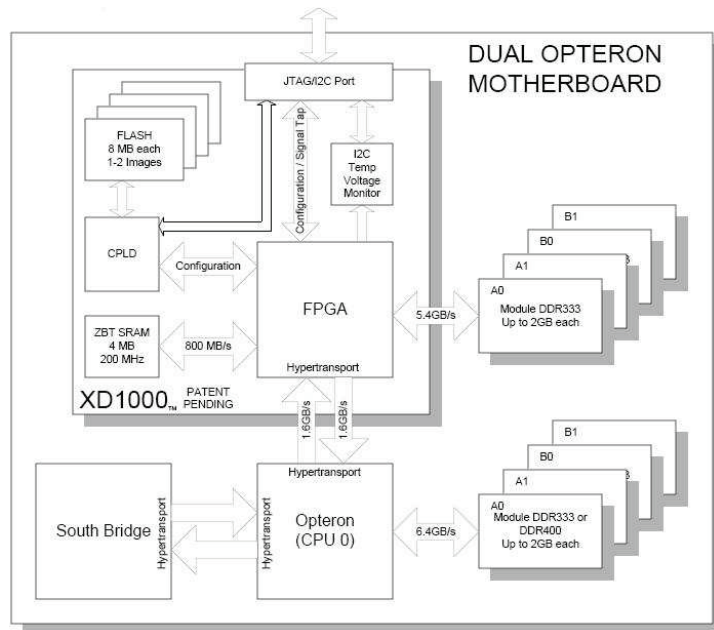 DUAL OPTERON
MOTHERBOARD
JTAG/I2C Port
FLASH
8 MB each
1-2 Images
Configuration / Signal Tap
I2C
Temp
Voltage
Monitor
CPLD
Configuration
FPGA
Hypertransport
ZBT SRAM
4 MB
200 MHz
800 MB/s
5.4GB/s
B1
B0
A1
A0
Module DDR333
Up to 2GB each
XD1000™ PATENT
PENDING
1.6GB/s
1.6GB/s
South Bridge
Hypertransport
Hypertransport
Hypertransport
Opteron
(CPU 0)
6.4GB/s
B1
B0
A1
A0
Module DDR333 or
DDR400
Up to 2GB each